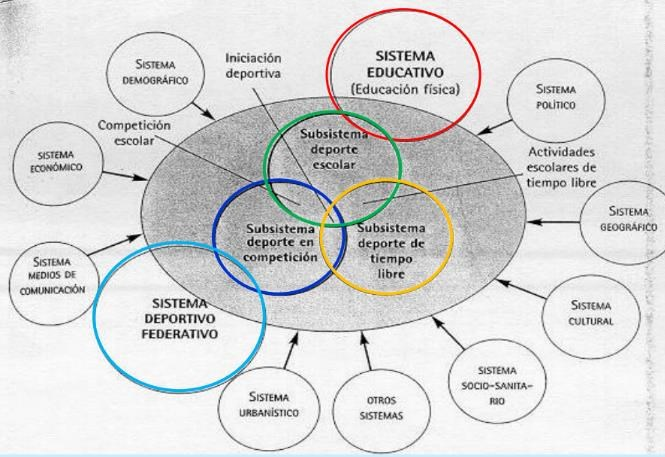 SISTEMA
DEMOGRÁFICO
Iniciación
deportiva
SISTEMA
EDUCATIVO
(Educación física)
SISTEMA
POLÍTICO
Competición
escolar
Subsistema
deporte
escolar
Actividades
escolares de
tiempo libre
SISTEMA
ECONÓMICO
SISTEMA
GEOGRÁFICO
Subsistema
deporte en
competición
Subsistema
deporte de
tiempo
libre
SISTEMA
MEDIOS DE
COMUNICACIÓN
SISTEMA
DEPORTIVO
FEDERATIVO
SISTEMA
CULTURAL
SISTEMA
URBANÍSTICO
OTROS
SISTEMAS
SISTEMA
SOCIO-SANITA-
RIO